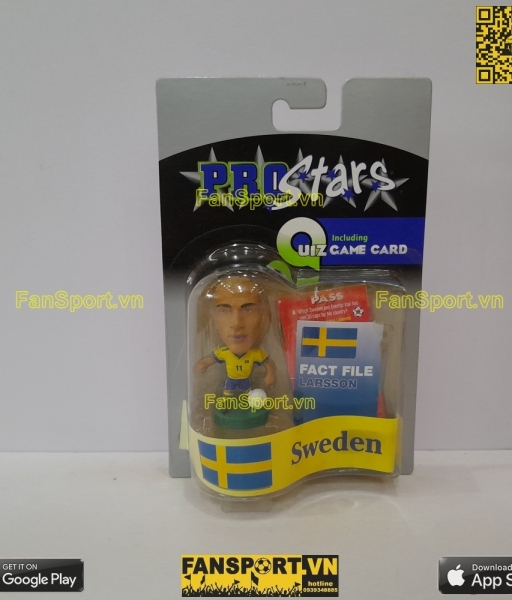 PRO Stars
FanSport.vn
Including
QUIZ GAME CARD
FanSport.vn
FanSport.vn
PASS
FACT FILE
LARSSON
11
FanSport.vn
Sweden
GET IT ON
Google Play
FANSPORT.VN
hotline
0939340805
Download
App S